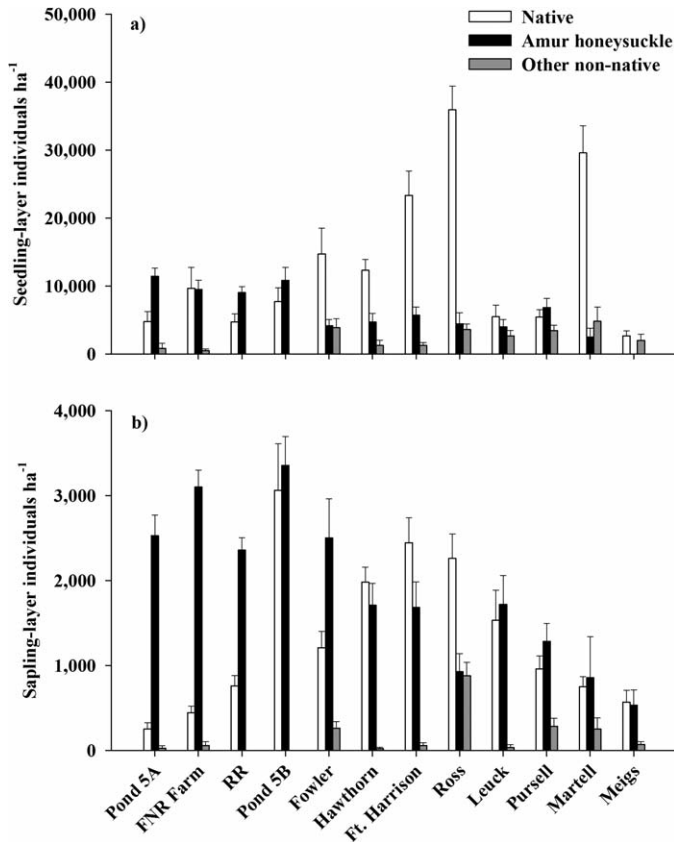 a)
Native
Amur honeysuckle
Other non-native
Seedling-layer individuals ha⁻¹
50,000
40,000
30,000
20,000
10,000
0
b)
Sapling-layer individuals ha⁻¹
4,000
3,000
2,000
1,000
0
Pond 5A
FNR Farm
RR
Pond 5B
Fowler
Hawthorn
Ft. Harrison
Ross
Leuck
Pursell
Martell
Meigs